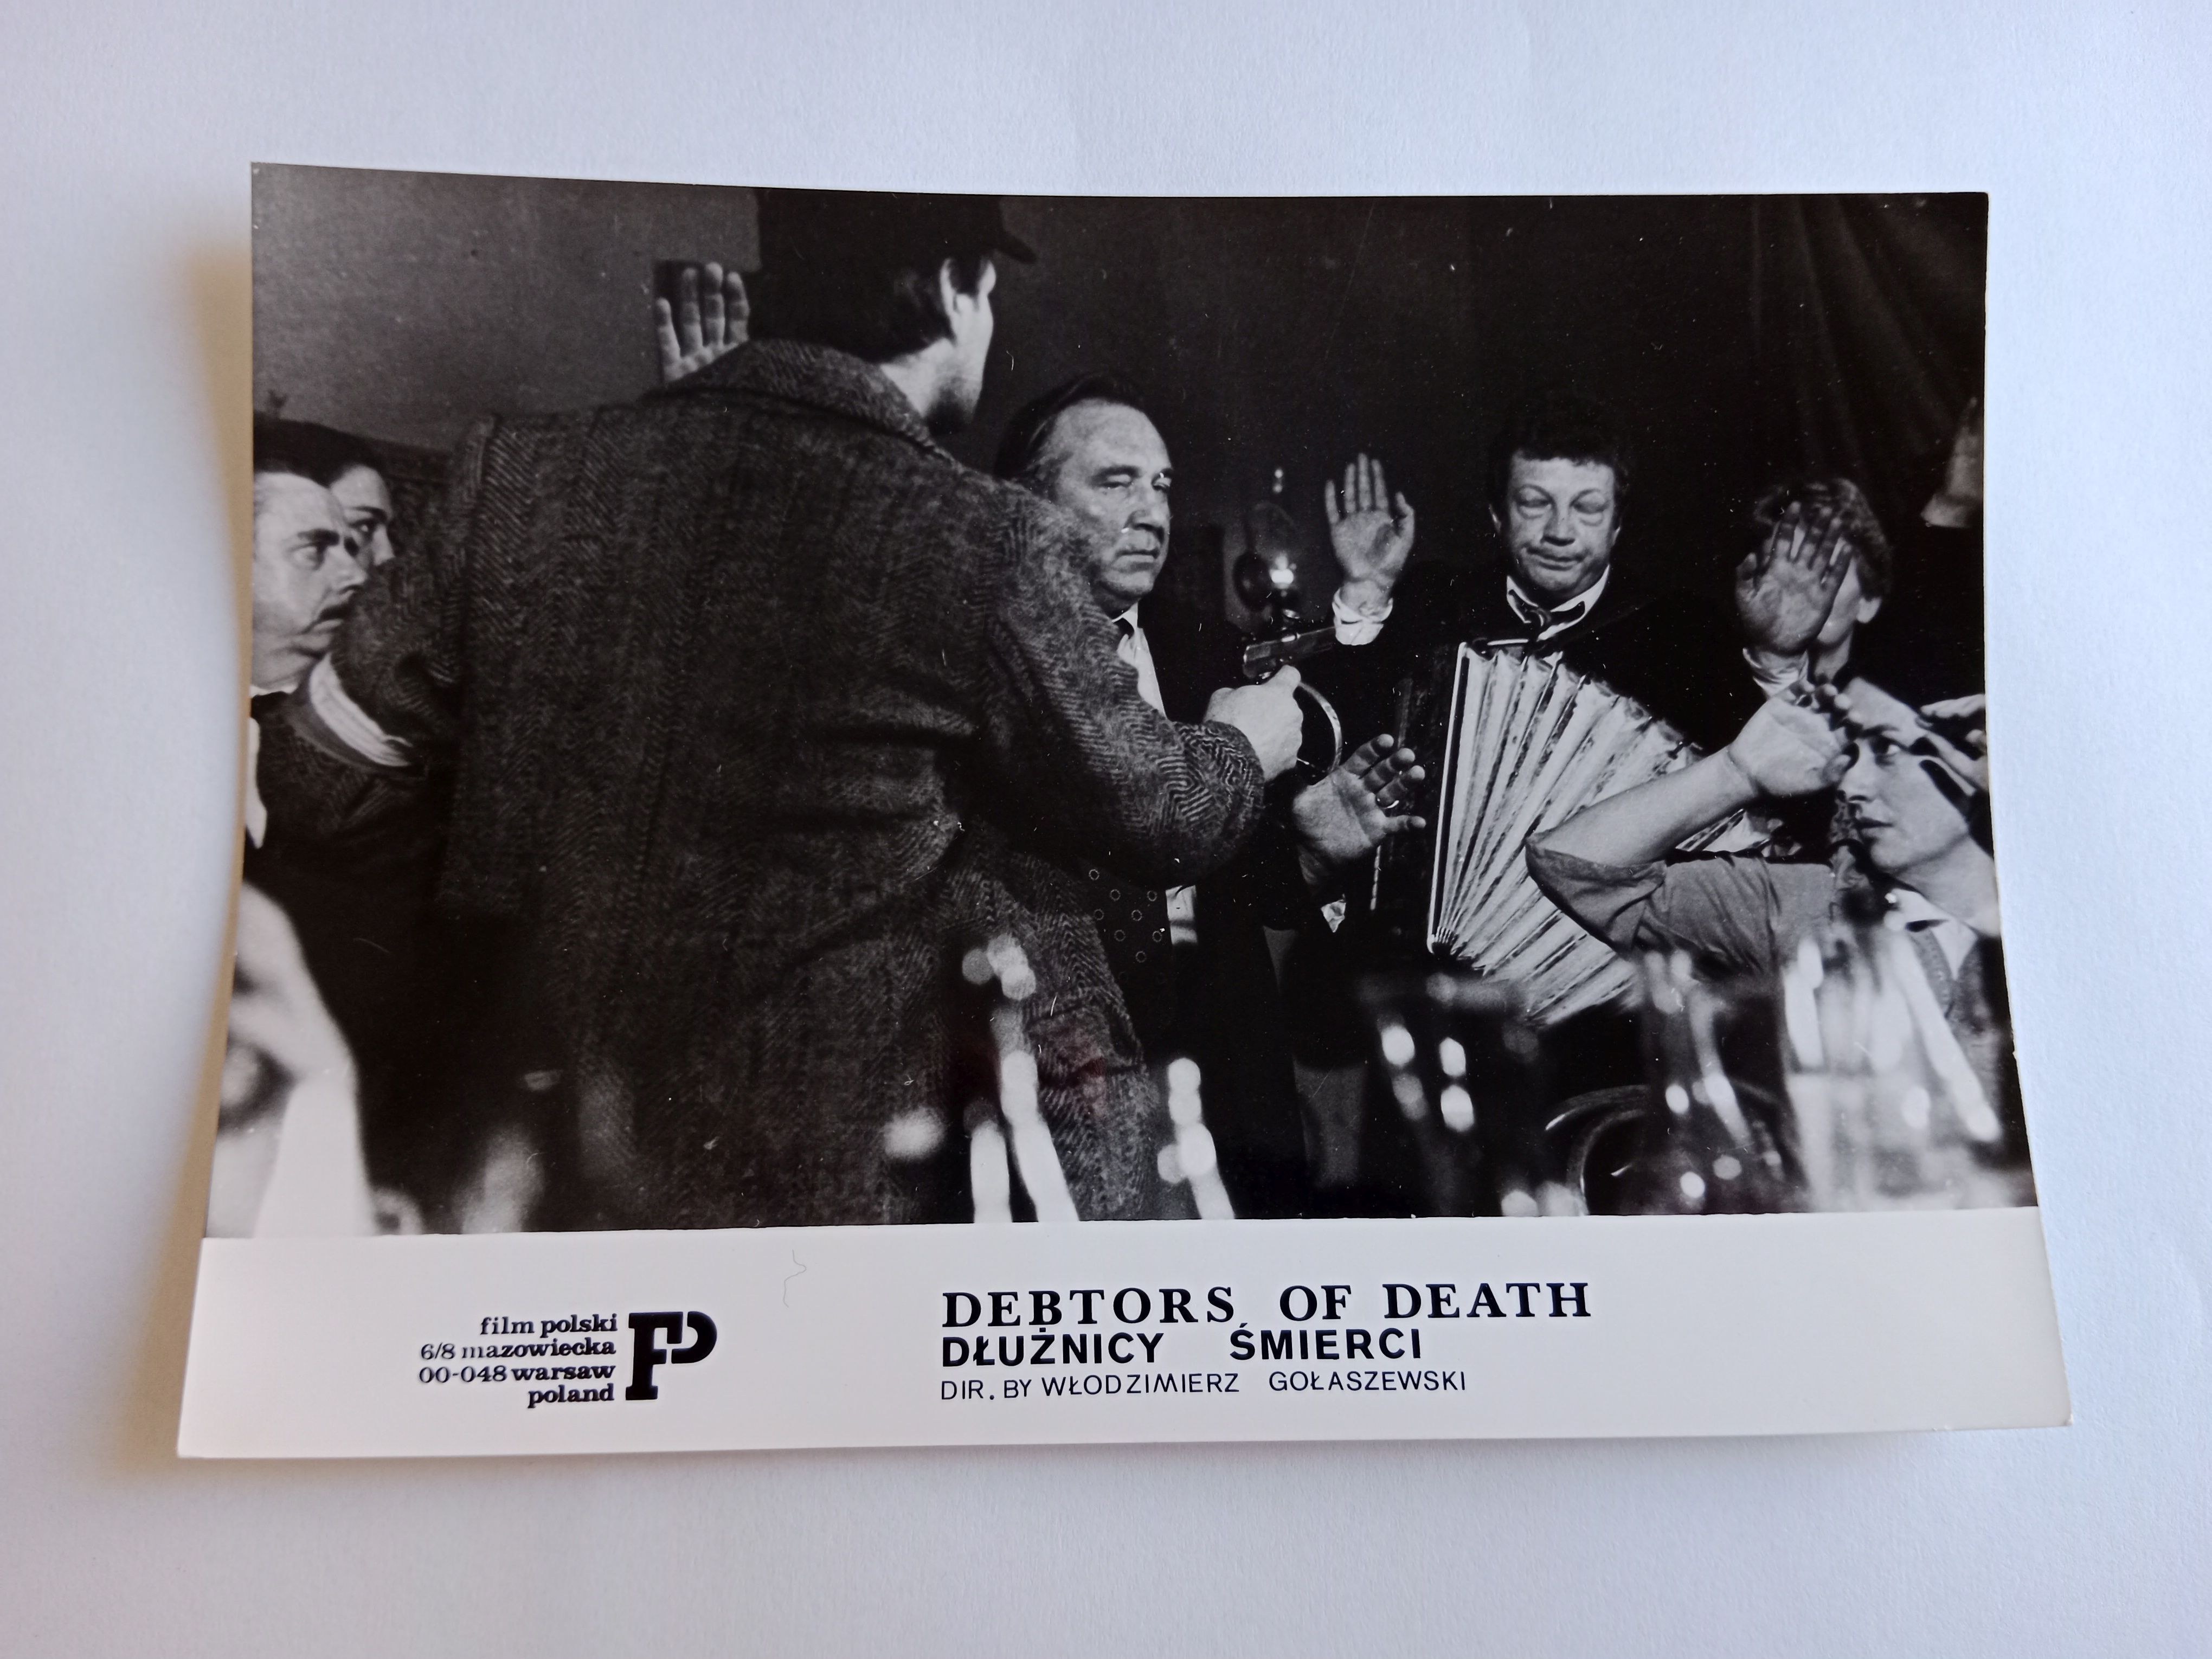 film polski
6/8 mazowiecka
00-048 warsaw
poland
FP
DEBTORS OF DEATH
DŁUŻNICY ŚMIERCI
DIR. BY WŁODZIMIERZ GOŁASZEWSKI